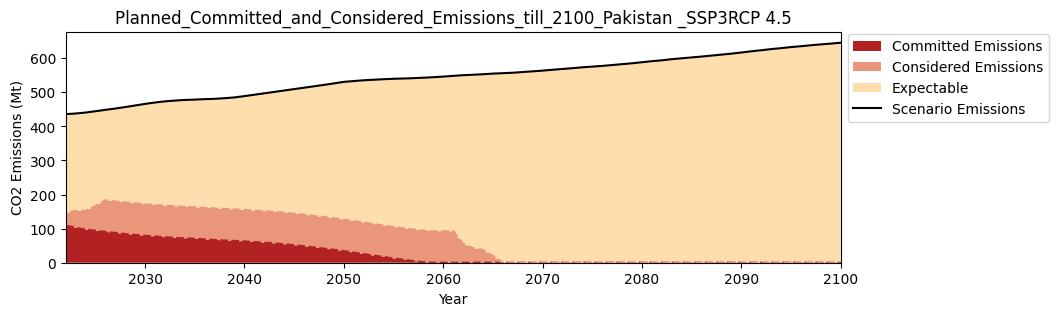 Planned_Committed_and_Considered_Emissions_till_2100_Pakistan _SSP3RCP 4.5
CO2 Emissions (Mt)
600
500
400
300
200
100
0
2030 2040 2050 2060 2070 2080 2090 2100
Year
Committed Emissions
Considered Emissions
Expectable
Scenario Emissions